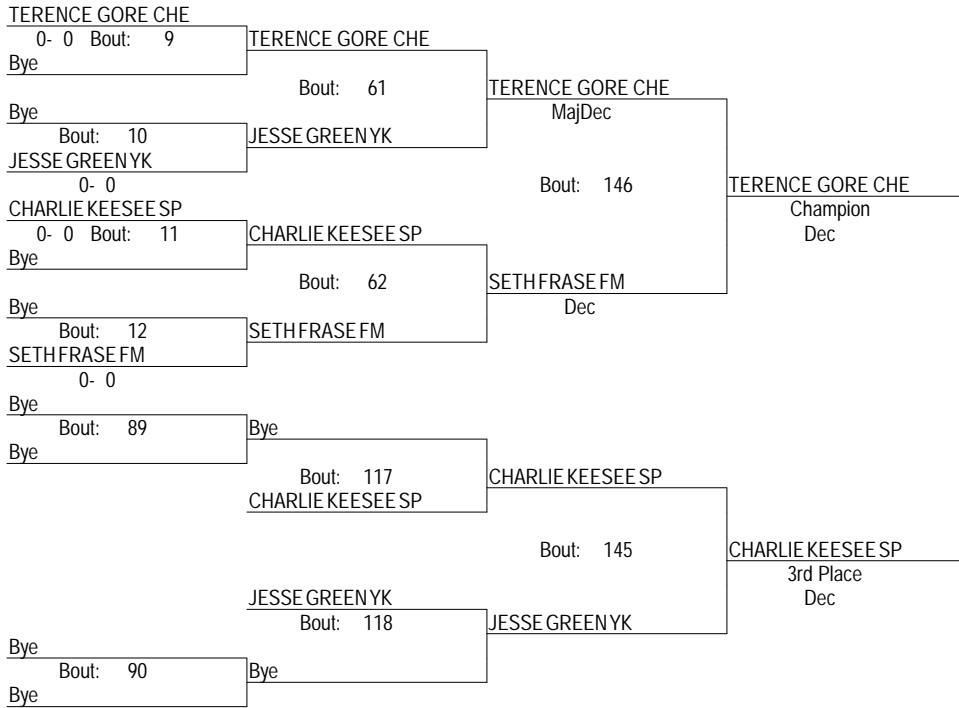 TERENCE GORE CHE
0- 0 Bout: 9
TERENCE GORE CHE
Bye
Bout: 61
TERENCE GORE CHE
Bye
MajDec
Bout: 10
JESSE GREEN YK
JESSE GREEN YK
0- 0
Bout: 146
TERENCE GORE CHE
CHARLIE KEESEE SP
Champion
0- 0 Bout: 11
CHARLIE KEESEE SP
Dec
Bye
Bout: 62
SETH FRASE FM
Bye
Dec
Bout: 12
SETH FRASE FM
SETH FRASE FM
0- 0
Bye
Bout: 89
Bye
Bye
Bout: 117
CHARLIE KEESEE SP
CHARLIE KEESEE SP
Bout: 145
CHARLIE KEESEE SP
3rd Place
JESSE GREEN YK
Dec
Bout: 118
JESSE GREEN YK
Bye
Bout: 90
Bye
Bye